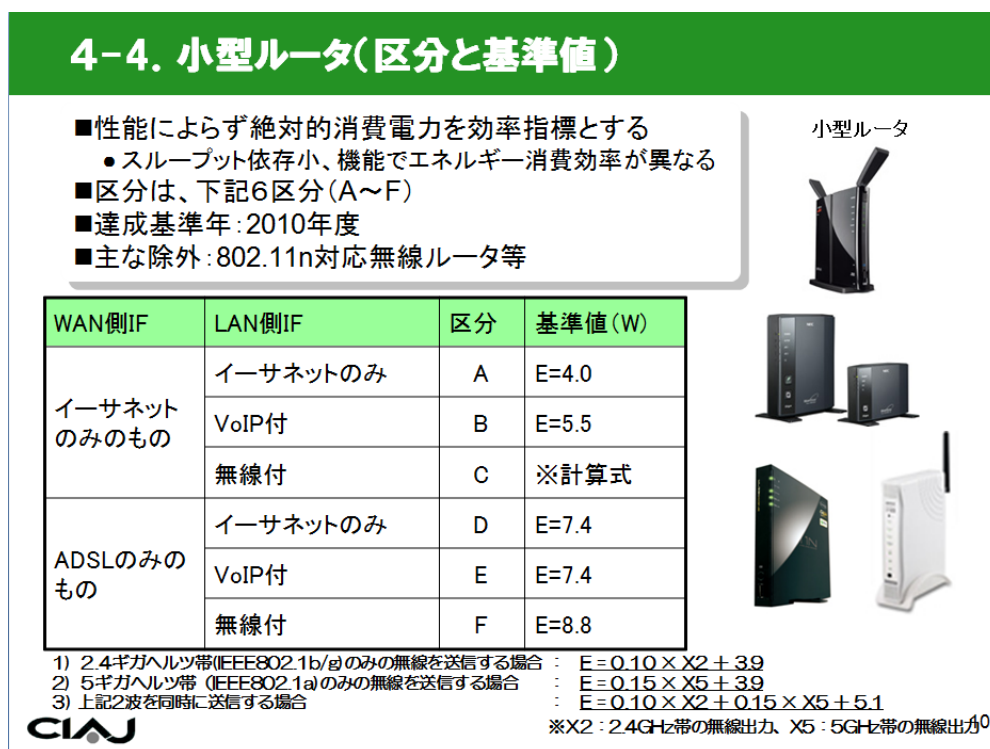 4-4. 小型ルータ(区分と基準値)
■性能によらず絶対的消費電力を効率指標とする
●スループット依存小、機能でエネルギー消費効率が異なる
■区分は、下記6区分(A～F)
■達成基準年:2010年度
■主な除外:802.11n対応無線ルータ等
小型ルータ
WAN側IF LAN側IF 区分 基準値(W)
イーサネットのみのもの イーサネットのみ A E=4.0
VoIP付 B E=5.5
無線付 C ※計算式
ADSLのみのもの イーサネットのみ D E=7.4
VoIP付 E E=7.4
無線付 F E=8.8
1) 2.4ギガヘルツ帯(IEEE802.1b/g)のみの無線を送信する場合 : E=0.10×X2+3.9
2) 5ギガヘルツ帯 (IEEE802.1a)のみの無線を送信する場合 : E=0.15×X5+3.9
3) 上記2波を同時に送信する場合 : E=0.10×X2+0.15×X5+5.1
※X2:2.4GHz帯の無線出力、X5:5GHz帯の無線出力
CIAJ
40